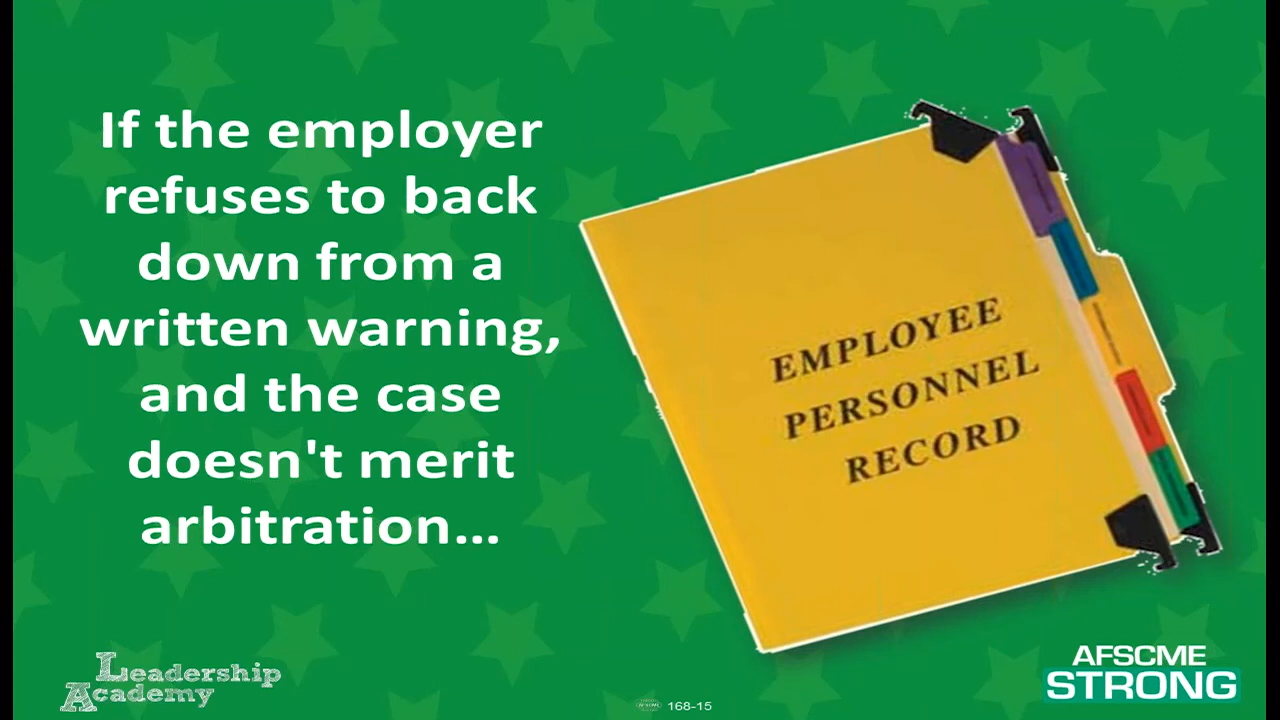 If the employer
refuses to back
down from a
written warning,
and the case
doesn't merit
arbitration...
EMPLOYEE
PERSONNEL
RECORD
Leadership
Academy
168-15
AFSCME
STRONG